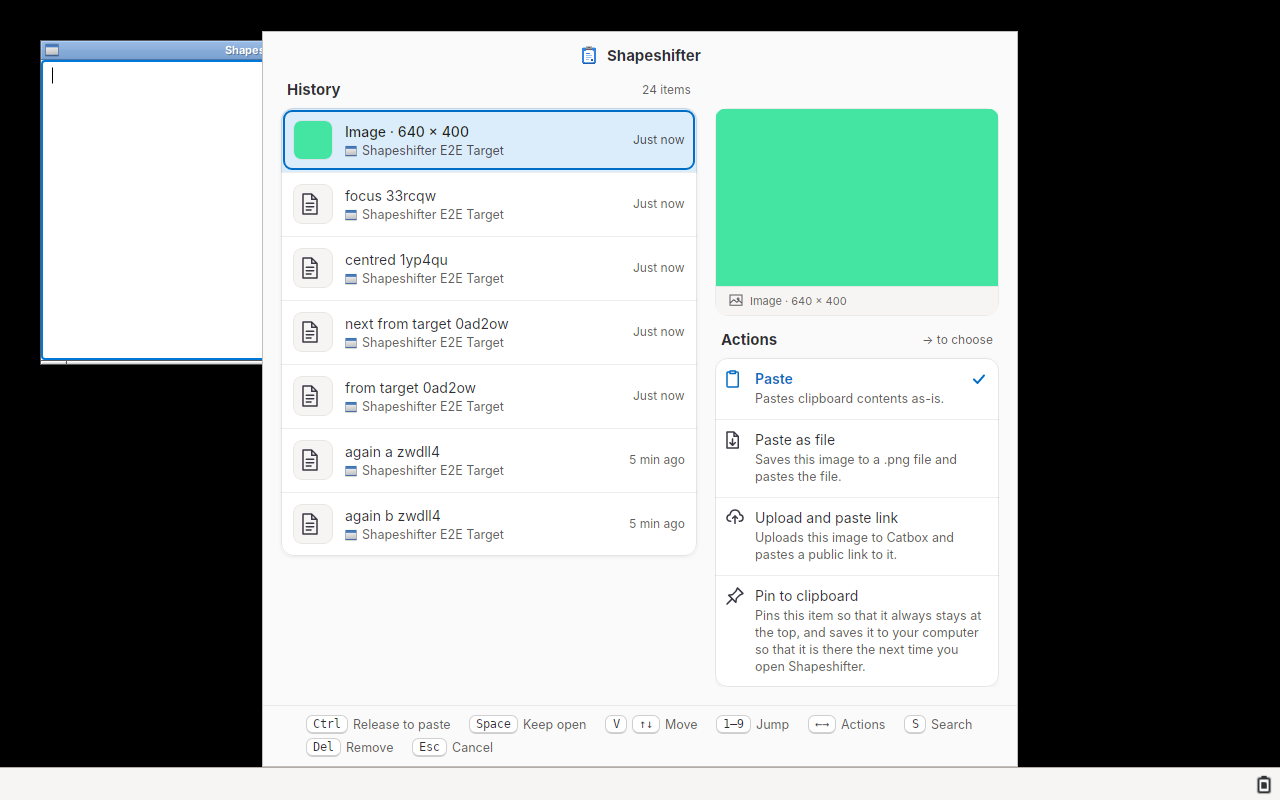 Shapes
Shapeshifter
History
24 items
Image · 640 × 400
Shapeshifter E2E Target
Just now
focus 33rcqw
Shapeshifter E2E Target
Just now
centred 1yp4qu
Shapeshifter E2E Target
Just now
next from target 0ad2ow
Shapeshifter E2E Target
Just now
from target 0ad2ow
Shapeshifter E2E Target
Just now
again a zwdll4
Shapeshifter E2E Target
5 min ago
again b zwdll4
Shapeshifter E2E Target
5 min ago
Image · 640 × 400
Actions
→ to choose
Paste
Pastes clipboard contents as-is.
Paste as file
Saves this image to a .png file and
pastes the file.
Upload and paste link
Uploads this image to Catbox and
pastes a public link to it.
Pin to clipboard
Pins this item so that it always stays at
the top, and saves it to your computer
so that it is there the next time you
open Shapeshifter.
Ctrl Release to paste Space Keep open V ↑↓ Move 1–9 Jump ←→ Actions S Search
Del Remove Esc Cancel